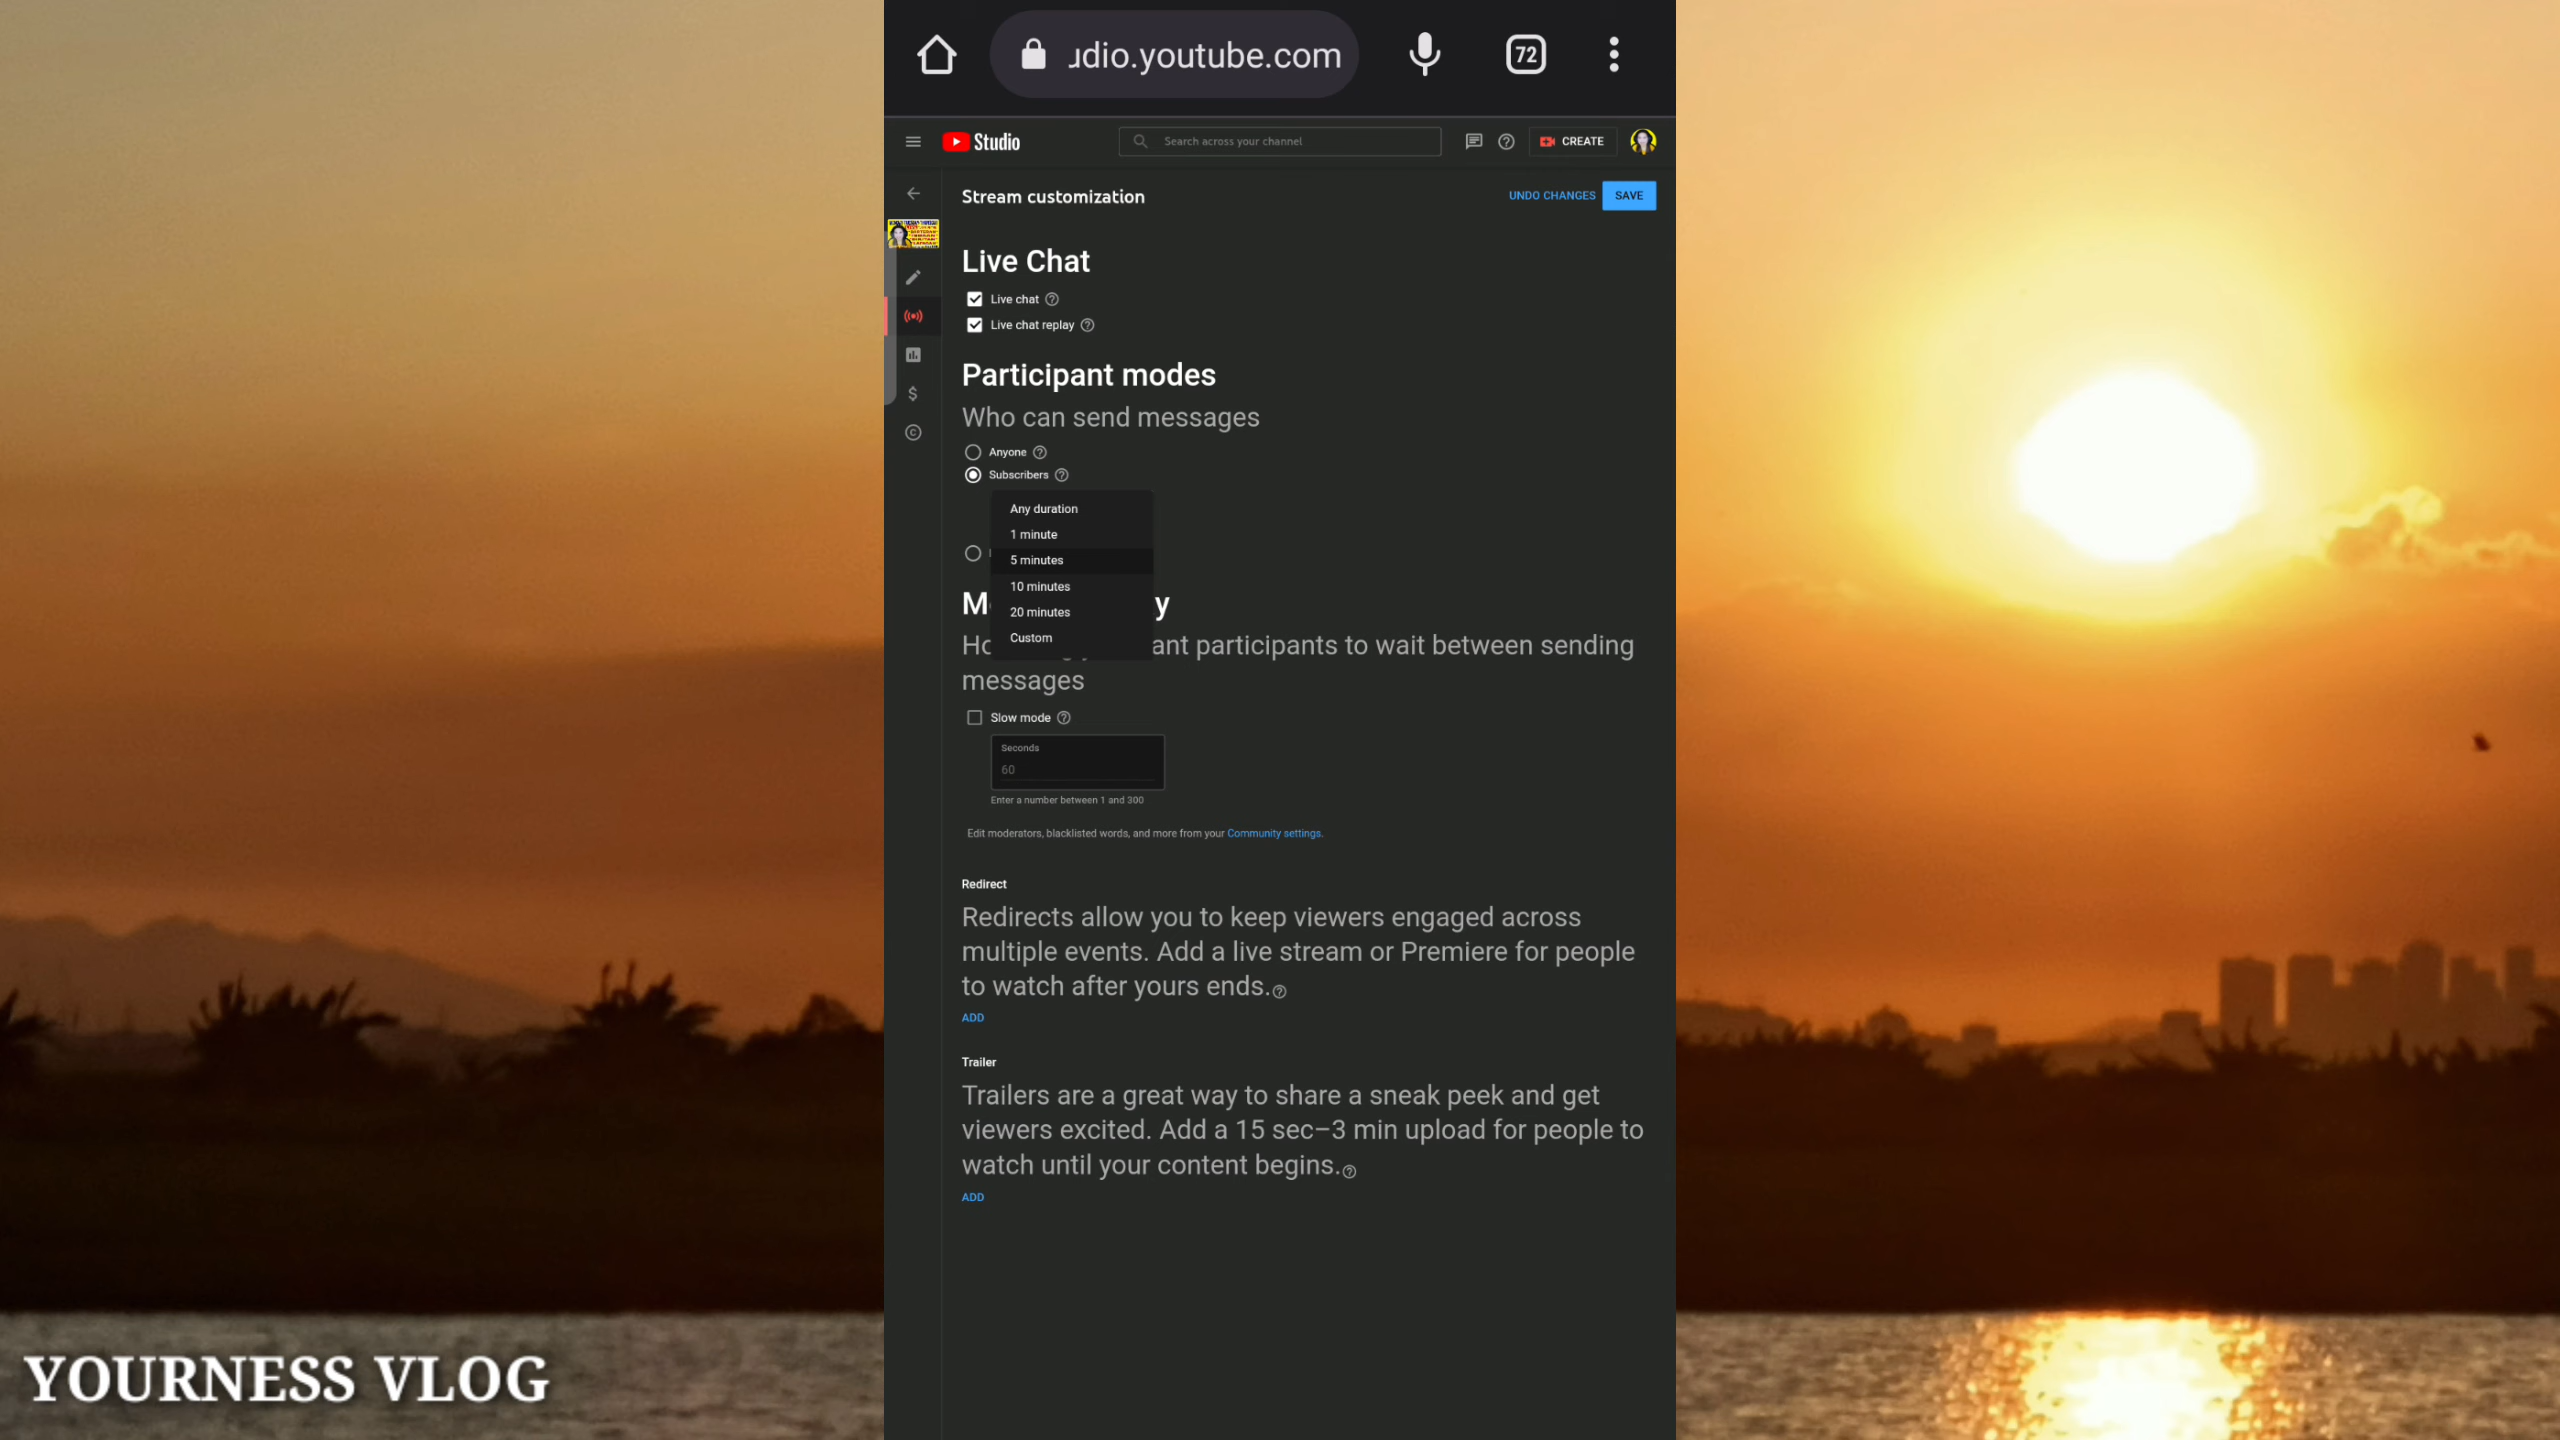 udio.youtube.com
72
Studio
Search across your channel
CREATE
Stream customization
UNDO CHANGES
SAVE
Live Chat
Live chat
Live chat replay
Participant modes
Who can send messages
Anyone
Subscribers
Any duration
1 minute
5 minutes
10 minutes
20 minutes
Custom
participants to wait between sending
messages
Slow mode
Seconds
60
Enter a number between 1 and 300
Edit moderators, blacklisted words, and more from your Community settings.
Redirect
Redirects allow you to keep viewers engaged across
multiple events. Add a live stream or Premiere for people
to watch after yours ends.
ADD
Trailer
Trailers are a great way to share a sneak peek and get
viewers excited. Add a 15 sec–3 min upload for people to
watch until your content begins.
ADD
YOURNESS VLOG